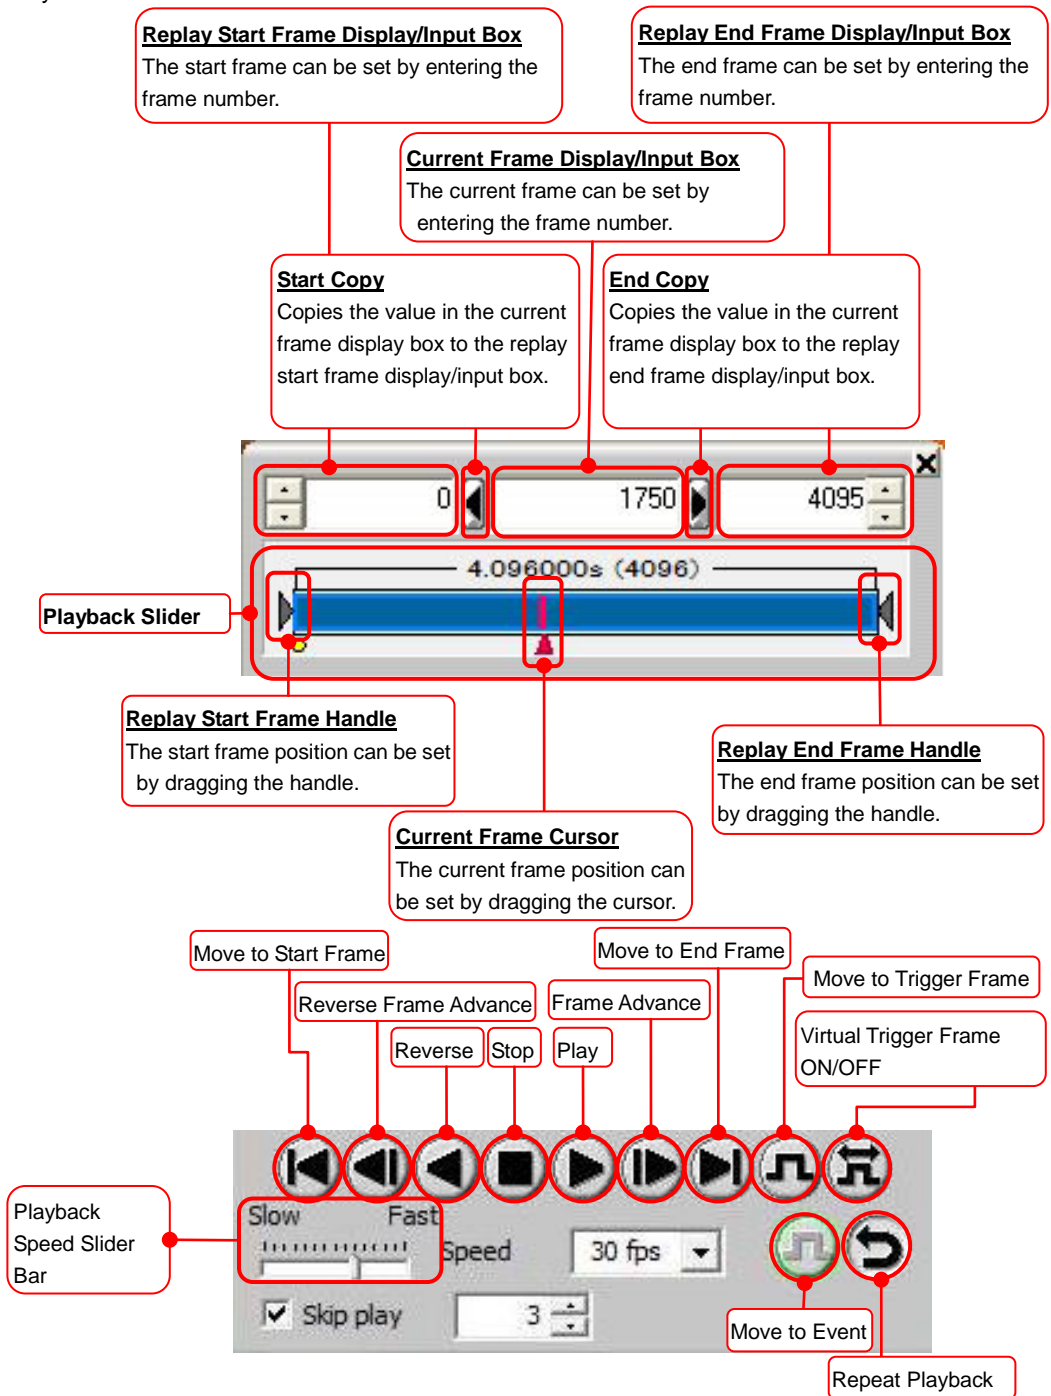 Replay Start Frame Display/Input Box
The start frame can be set by entering the
frame number.
Replay End Frame Display/Input Box
The end frame can be set by entering the
frame number.
Current Frame Display/Input Box
The current frame can be set by
entering the frame number.
Start Copy
Copies the value in the current
frame display box to the replay
start frame display/input box.
End Copy
Copies the value in the current
frame display box to the replay
end frame display/input box.
0
1750
4095
4.096000s (4096)
Playback Slider
Replay Start Frame Handle
The start frame position can be set
by dragging the handle.
Replay End Frame Handle
The end frame position can be set
by dragging the handle.
Current Frame Cursor
The current frame position can
be set by dragging the cursor.
Move to Start Frame
Move to End Frame
Move to Trigger Frame
Reverse Frame Advance
Frame Advance
Virtual Trigger Frame
ON/OFF
Reverse
Stop
Play
Playback
Speed Slider
Bar
Slow Fast
Speed
30 fps
Skip play
3
Move to Event
Repeat Playback